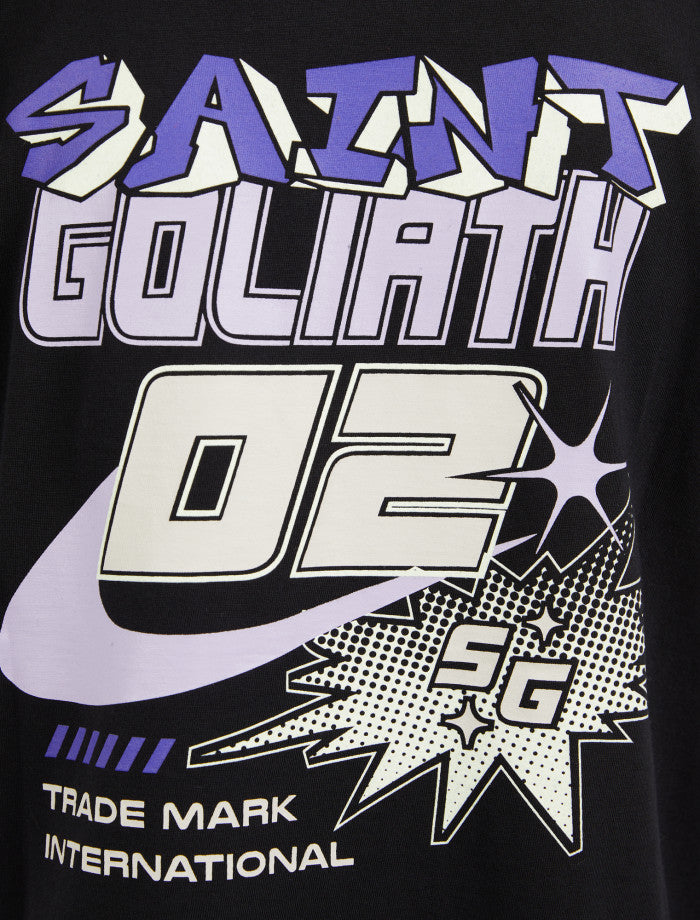 SAINT
GOLIATH
02
SG
TRADE MARK
INTERNATIONAL